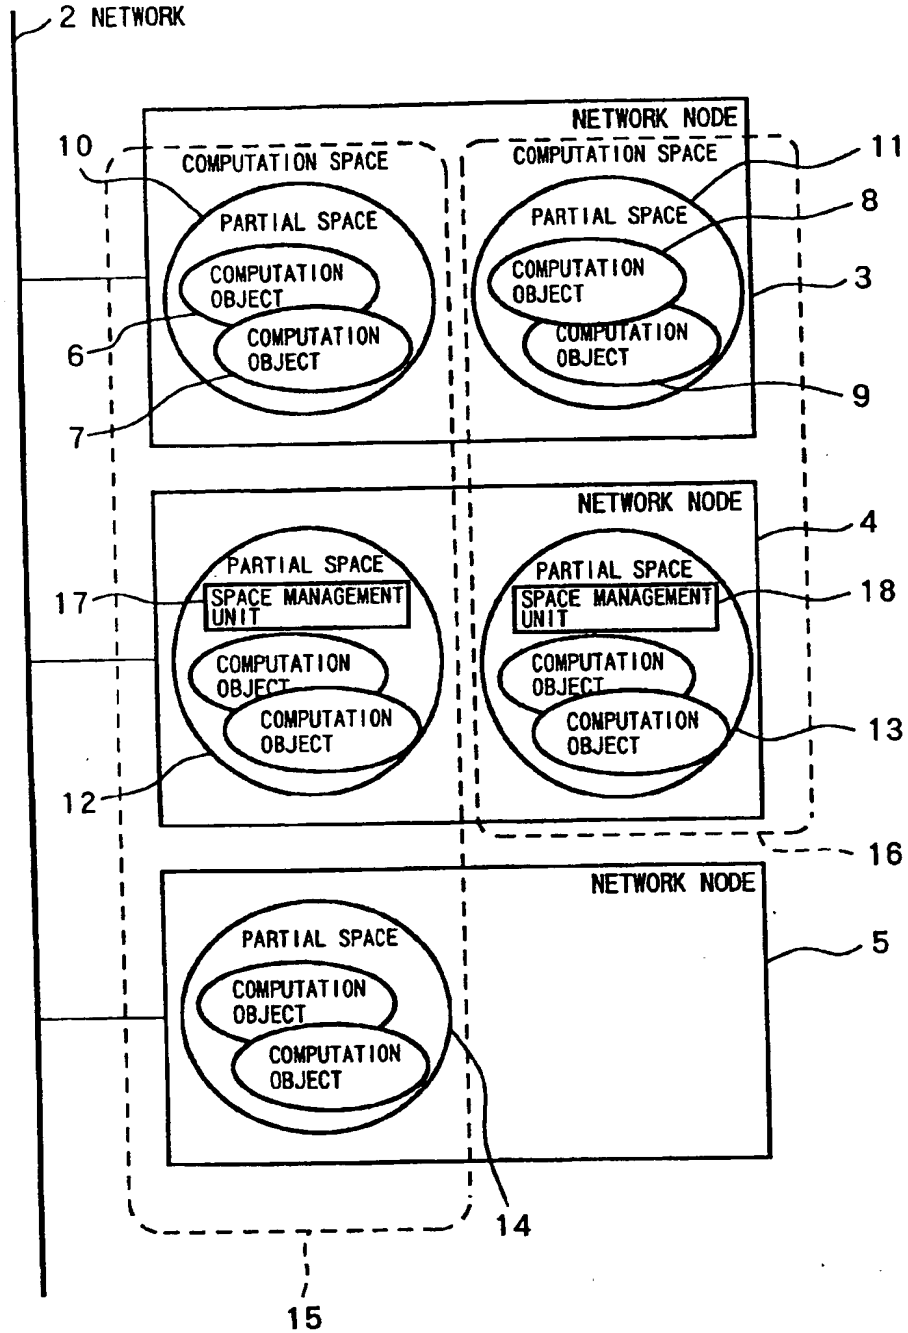 2 NETWORK
NETWORK NODE
10
COMPUTATION SPACE
COMPUTATION SPACE
11
PARTIAL SPACE
PARTIAL SPACE
8
COMPUTATION
OBJECT
COMPUTATION
OBJECT
3
6
COMPUTATION
OBJECT
COMPUTATION
OBJECT
9
7
NETWORK NODE
4
PARTIAL SPACE
PARTIAL SPACE
17
SPACE MANAGEMENT
UNIT
SPACE MANAGEMENT
UNIT
18
COMPUTATION
OBJECT
COMPUTATION
OBJECT
COMPUTATION
OBJECT
COMPUTATION
OBJECT
13
12
16
NETWORK NODE
PARTIAL SPACE
5
COMPUTATION
OBJECT
COMPUTATION
OBJECT
14
15